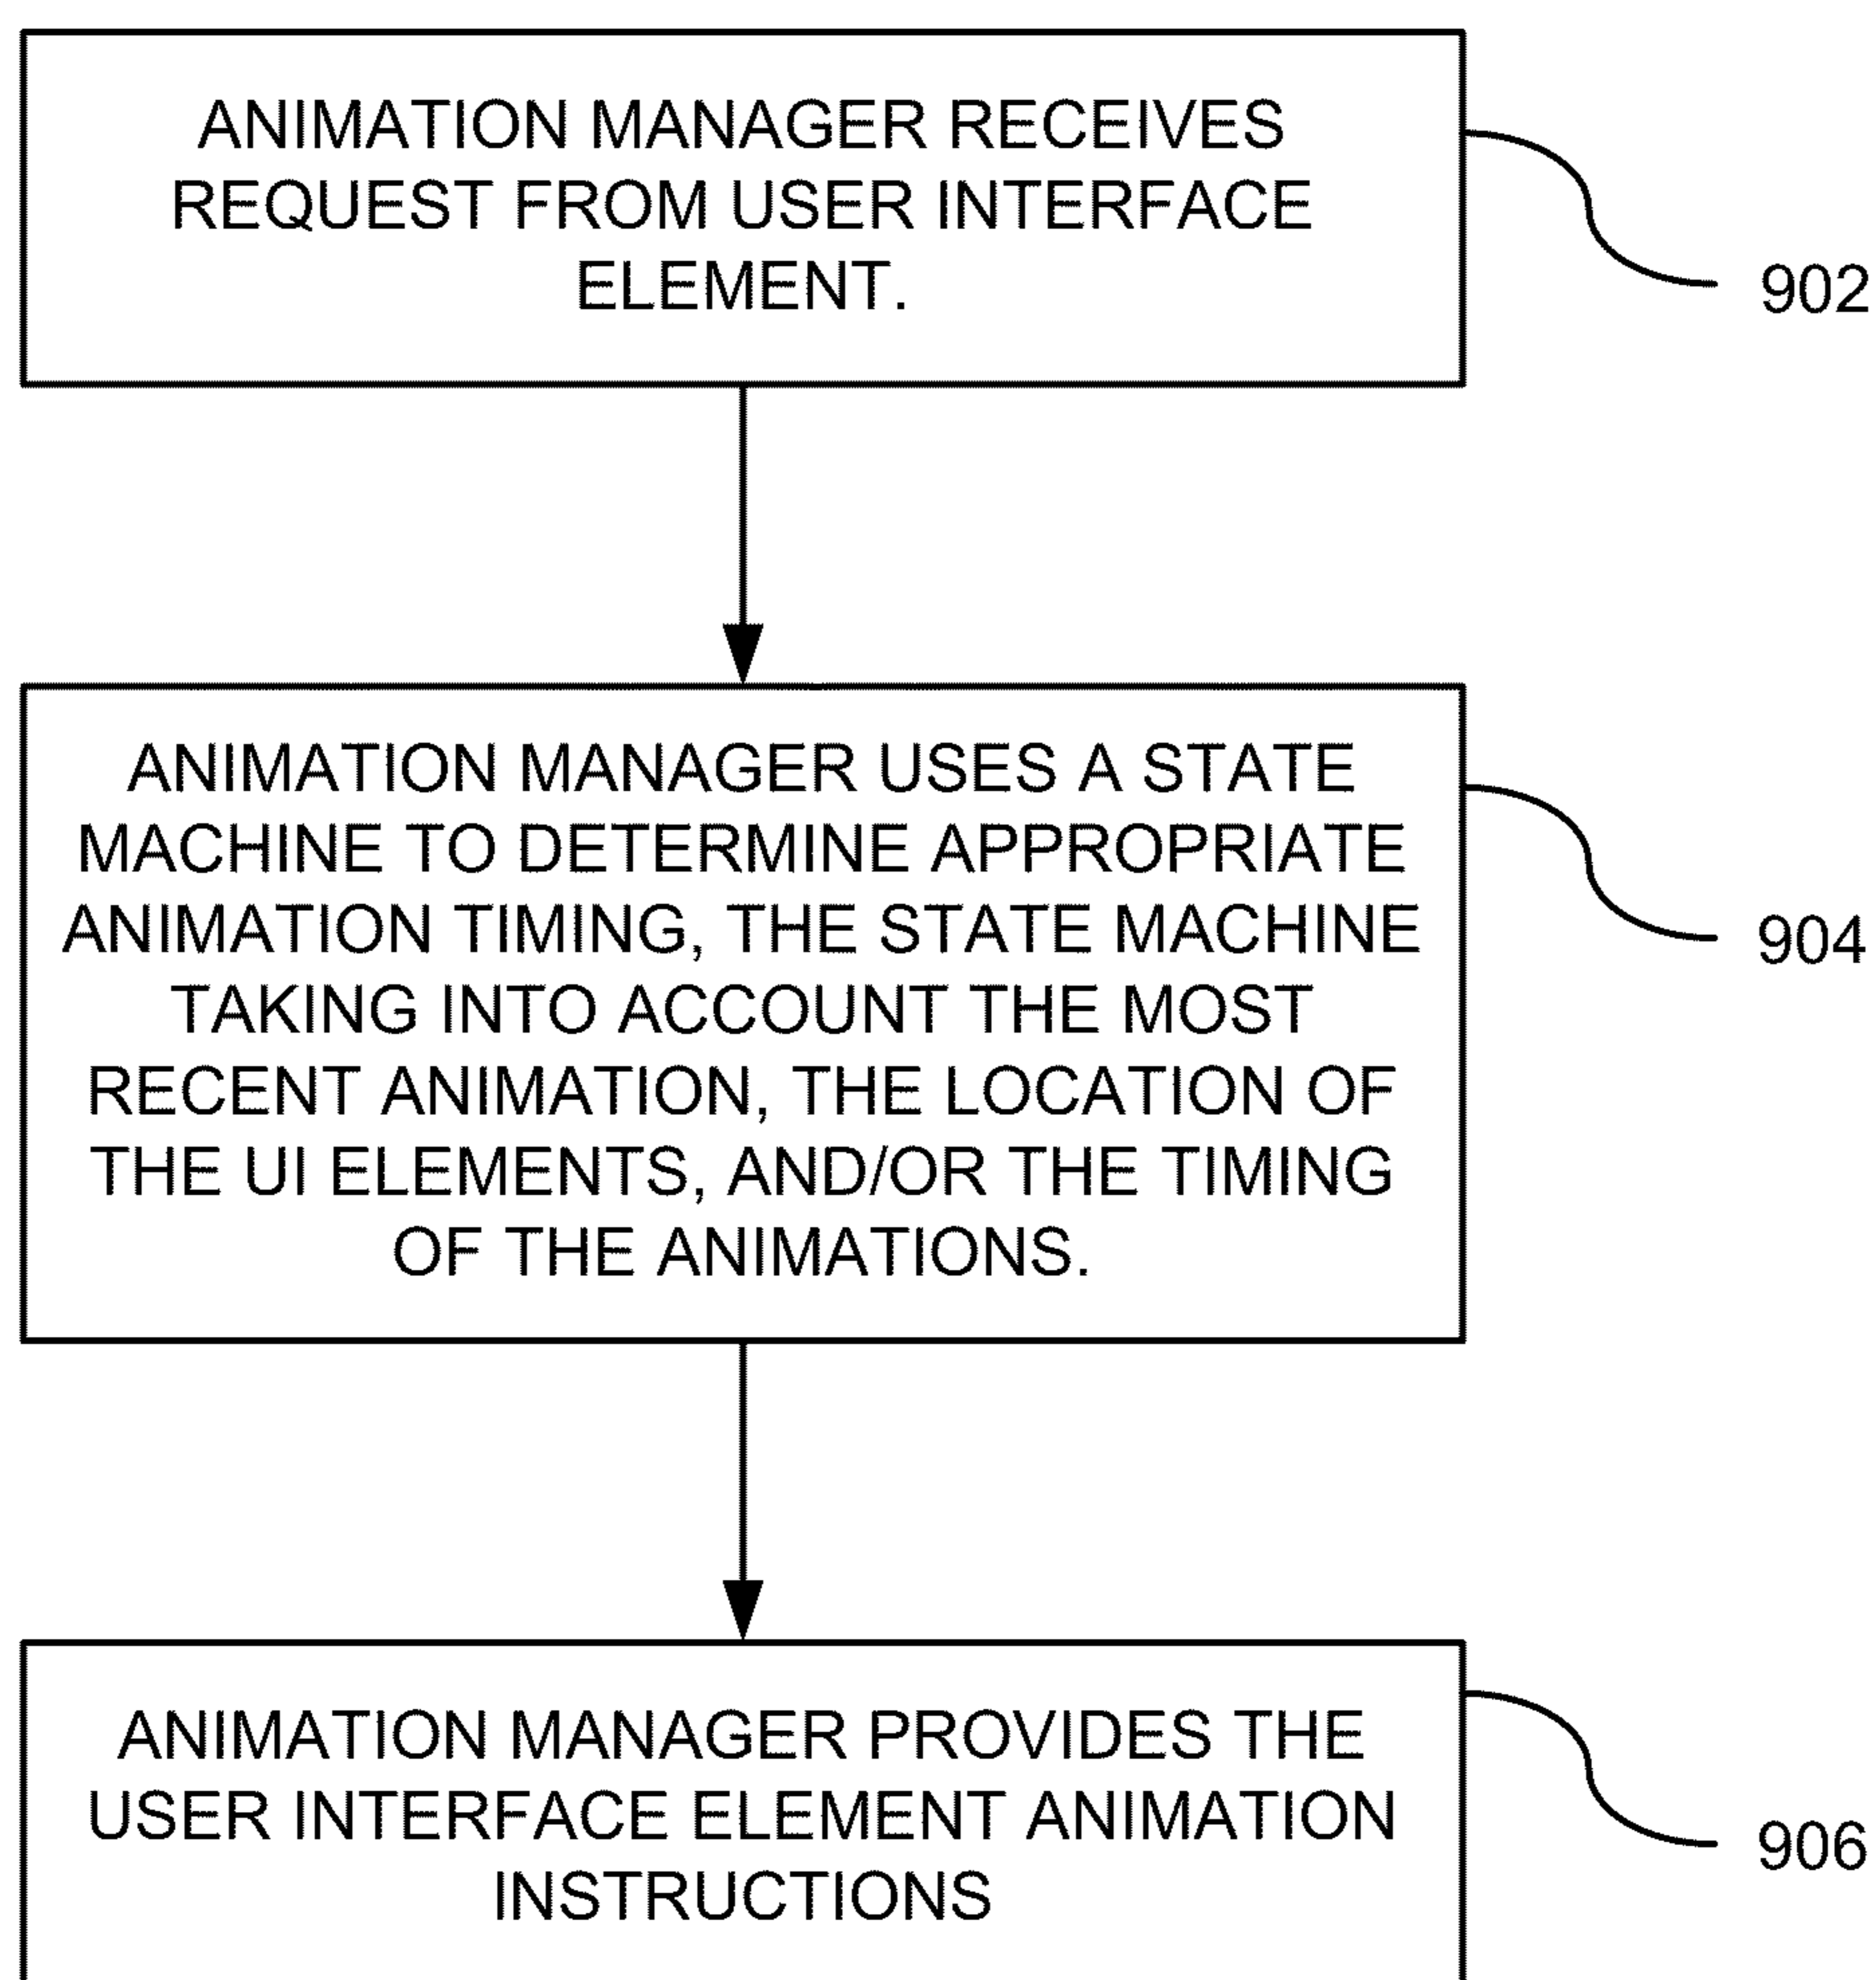 ANIMATION MANAGER RECEIVES
REQUEST FROM USER INTERFACE
ELEMENT.
902
ANIMATION MANAGER USES A STATE
MACHINE TO DETERMINE APPROPRIATE
ANIMATION TIMING, THE STATE MACHINE
TAKING INTO ACCOUNT THE MOST
RECENT ANIMATION, THE LOCATION OF
THE UI ELEMENTS, AND/OR THE TIMING
OF THE ANIMATIONS.
904
ANIMATION MANAGER PROVIDES THE
USER INTERFACE ELEMENT ANIMATION
INSTRUCTIONS
906